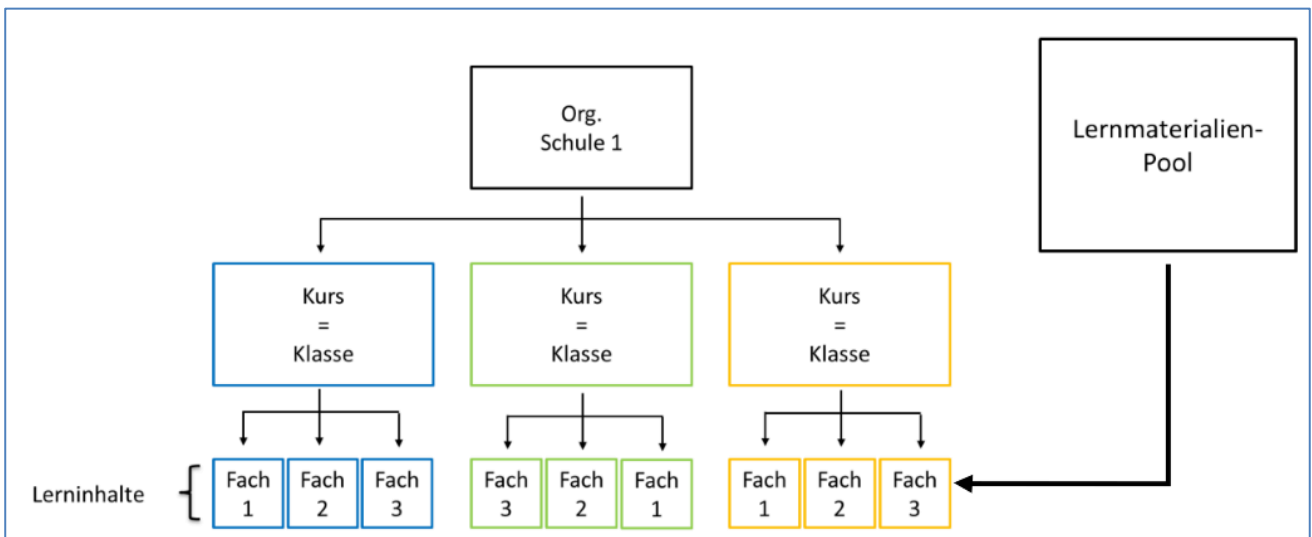 Org.
Schule 1
Lernmaterialien-
Pool
Kurs
=
Klasse
Kurs
=
Klasse
Kurs
=
Klasse
Lerninhalte
Fach
1
Fach
2
Fach
3
Fach
3
Fach
2
Fach
1
Fach
1
Fach
2
Fach
3